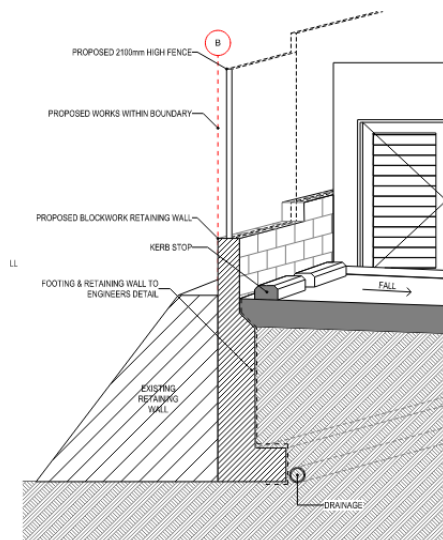 B
PROPOSED 2100mm HIGH FENCE
PROPOSED WORKS WITHIN BOUNDARY
PROPOSED BLOCKWORK RETAINING WALL
KERB STOP
LL
FOOTING & RETAINING WALL TO
ENGINEERS DETAIL
FALL
EXISTING
RETAINING
WALL
DRAINAGE